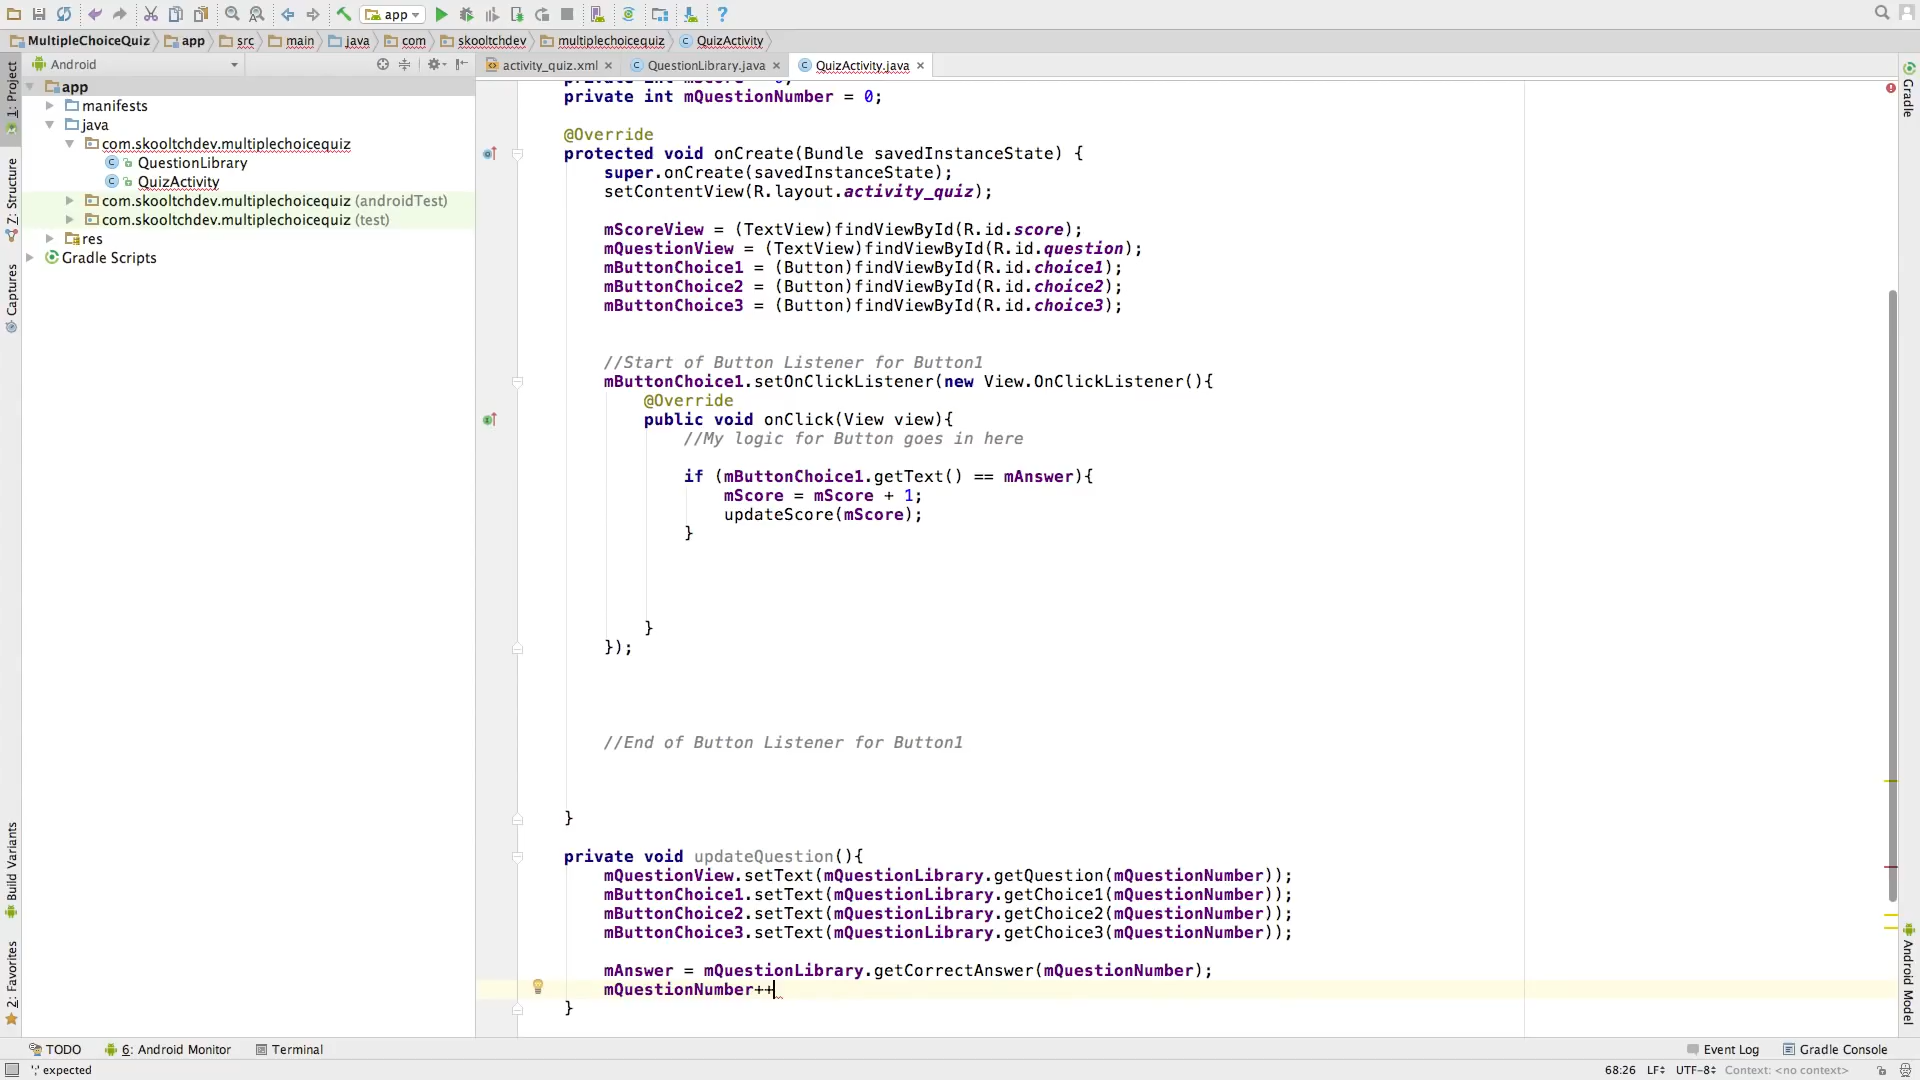 app
MultipleChoiceQuiz app src main java com skooltchdev multiplechoicequiz QuizActivity
Android
activity_quiz.xml QuestionLibrary.java QuizActivity.java
1: Project
Z: Structure
Captures
Build Variants
2: Favorites
app
manifests
java
com.skooltchdev.multiplechoicequiz
QuestionLibrary
QuizActivity
com.skooltchdev.multiplechoicequiz (androidTest)
com.skooltchdev.multiplechoicequiz (test)
res
Gradle Scripts
private int mQuestionNumber = 0;
@Override
protected void onCreate(Bundle savedInstanceState) {
super.onCreate(savedInstanceState);
setContentView(R.layout.activity_quiz);
mScoreView = (TextView)findViewById(R.id.score);
mQuestionView = (TextView)findViewById(R.id.question);
mButtonChoice1 = (Button)findViewById(R.id.choice1);
mButtonChoice2 = (Button)findViewById(R.id.choice2);
mButtonChoice3 = (Button)findViewById(R.id.choice3);
//Start of Button Listener for Button1
mButtonChoice1.setOnClickListener(new View.OnClickListener(){
@Override
public void onClick(View view){
//My logic for Button goes in here
if (mButtonChoice1.getText() == mAnswer){
mScore = mScore + 1;
updateScore(mScore);
}
}
});
//End of Button Listener for Button1
}
private void updateQuestion(){
mQuestionView.setText(mQuestionLibrary.getQuestion(mQuestionNumber));
mButtonChoice1.setText(mQuestionLibrary.getChoice1(mQuestionNumber));
mButtonChoice2.setText(mQuestionLibrary.getChoice2(mQuestionNumber));
mButtonChoice3.setText(mQuestionLibrary.getChoice3(mQuestionNumber));
mAnswer = mQuestionLibrary.getCorrectAnswer(mQuestionNumber);
mQuestionNumber++
}
Gradle
Android Model
TODO 6: Android Monitor Terminal Event Log Gradle Console
';' expected 68:26 LF UTF-8 Context: <no context>